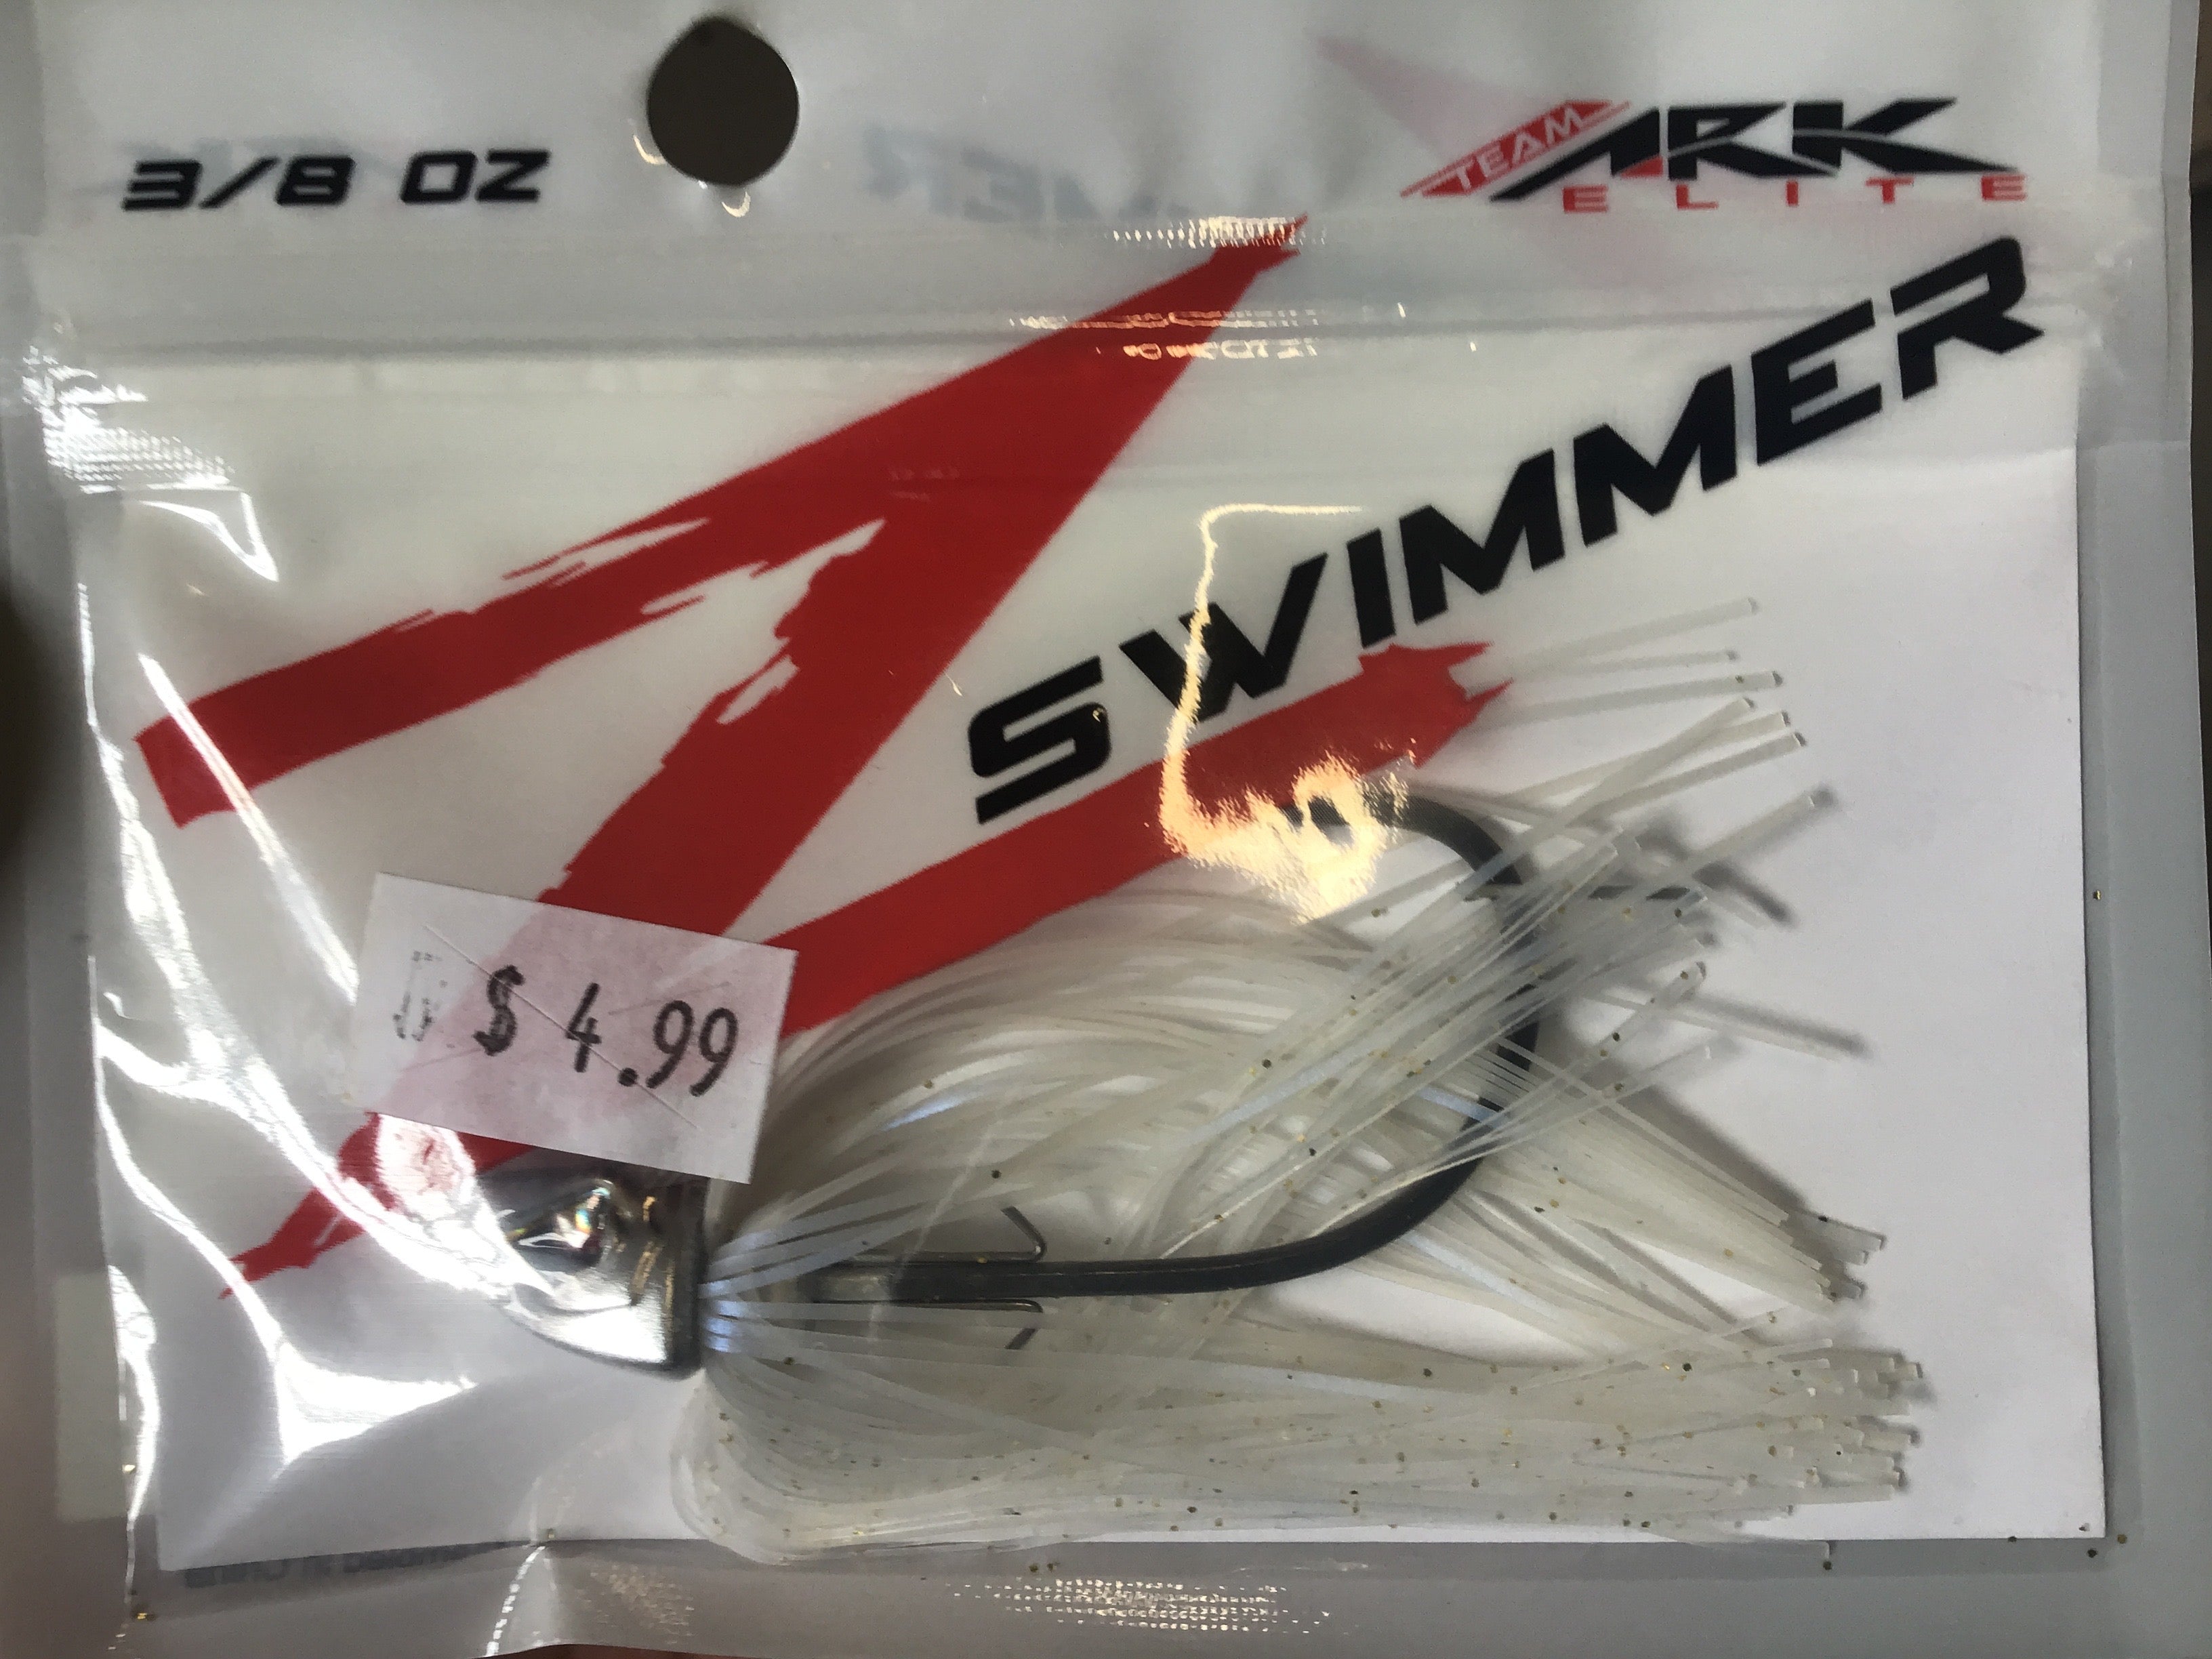 3/8 OZ
TEAM ARK
ELITE
Z SWIMMER
$ 4.99